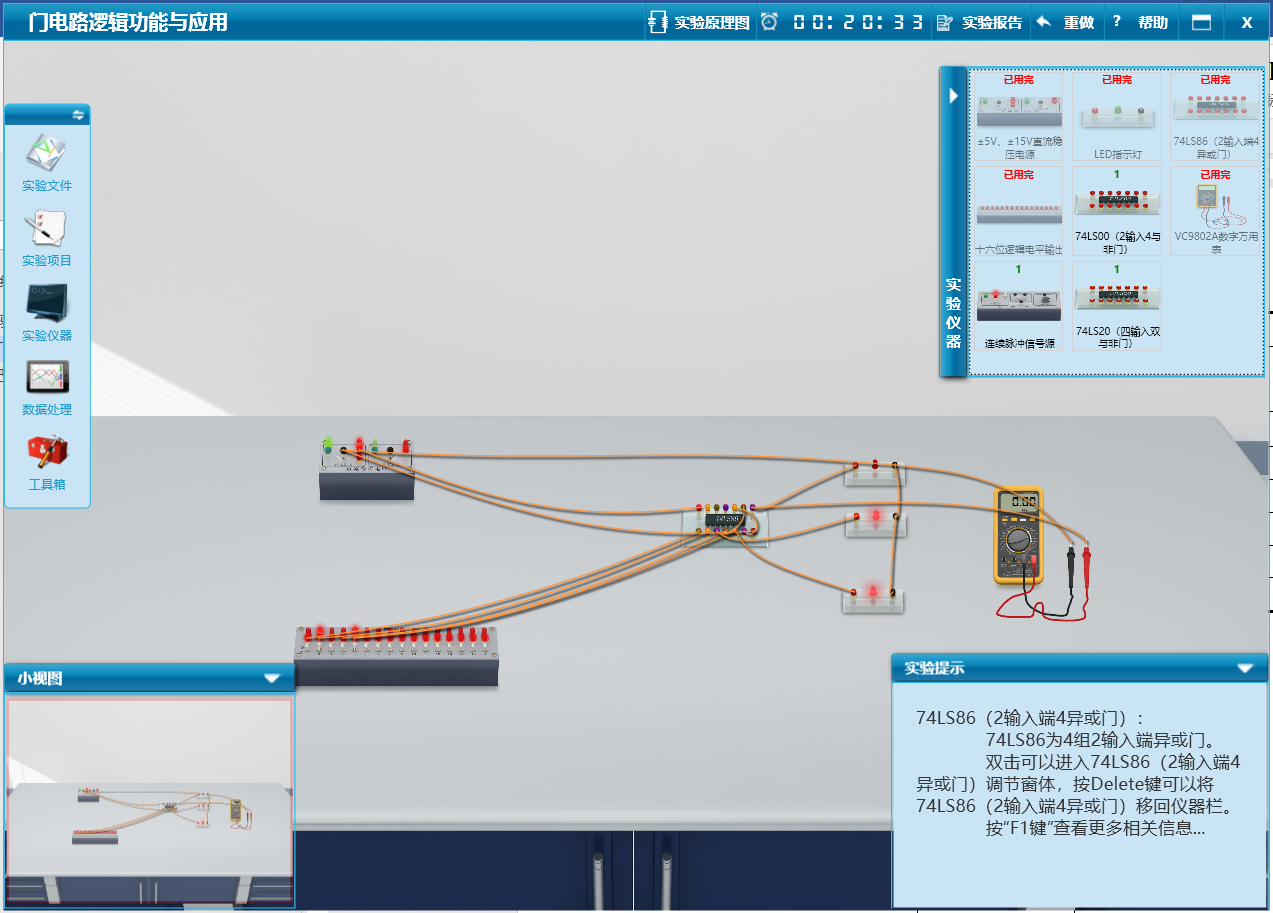 门电路逻辑功能与应用
实验原理图
00:20:33
实验报告
重做
? 帮助
X
实验文件
实验项目
实验仪器
数据处理
工具箱
实验仪器
已用完
±5V、±15V直流稳
压电源
已用完
LED指示灯
已用完
74LS86（2输入端4
异或门）
已用完
十六位逻辑电平输出
1
74LS00（2输入4与
非门）
已用完
VC9802A数字万用
表
1
连续脉冲信号源
1
74LS20（四输入双
与非门）
74LS86
0.00
小视图
实验提示
74LS86（2输入端4异或门）：
74LS86为4组2输入端异或门。
双击可以进入74LS86（2输入端4
异或门）调节窗体，按Delete键可以将
74LS86（2输入端4异或门）移回仪器栏。
按“F1键”查看更多相关信息...